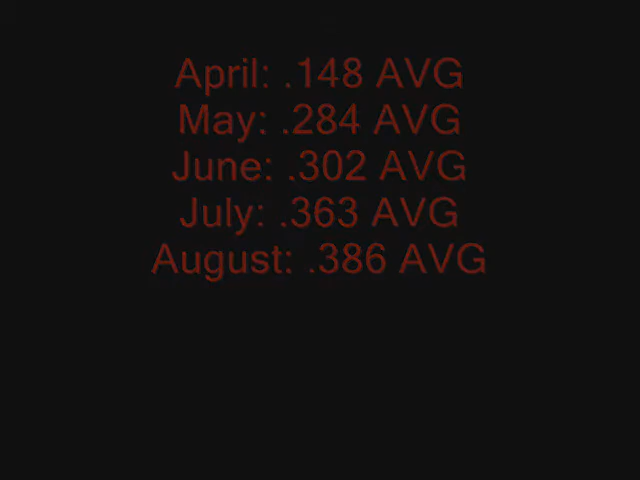 April: .148 AVG
May: .284 AVG
June: .302 AVG
July: .363 AVG
August: .386 AVG